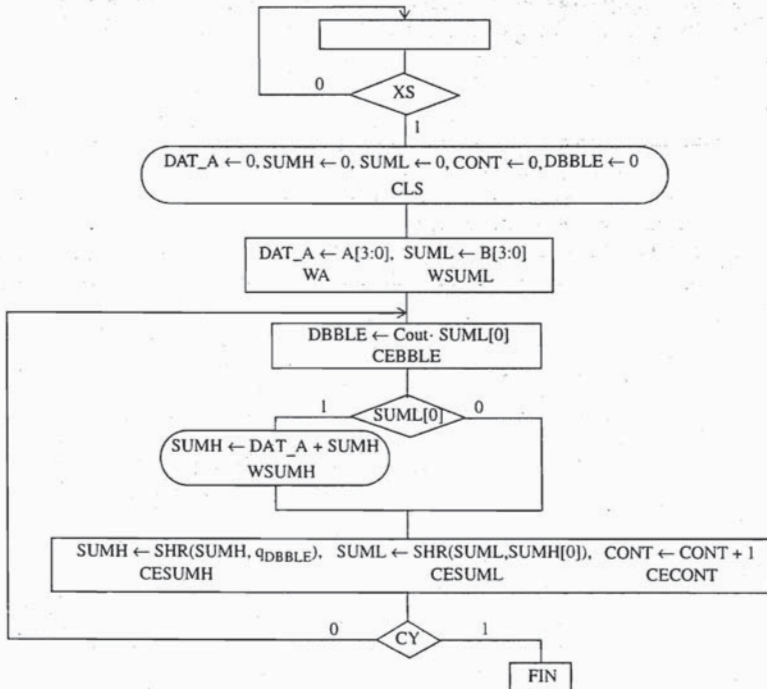 0
XS
1
DAT_A ← 0, SUMH ← 0, SUML ← 0, CONT ← 0, DBBLE ← 0
CLS
DAT_A ← A[3:0], SUML ← B[3:0]
WA WSUML
DBBLE ← Cout· SUML[0]
CEBBLE
1 SUML[0] 0
SUMH ← DAT_A + SUMH
WSUMH
SUMH ← SHR(SUMH, qDBBLE), SUML ← SHR(SUML,SUMH[0]), CONT ← CONT + 1
CESUMH CESUML CECONT
0 CY 1
FIN